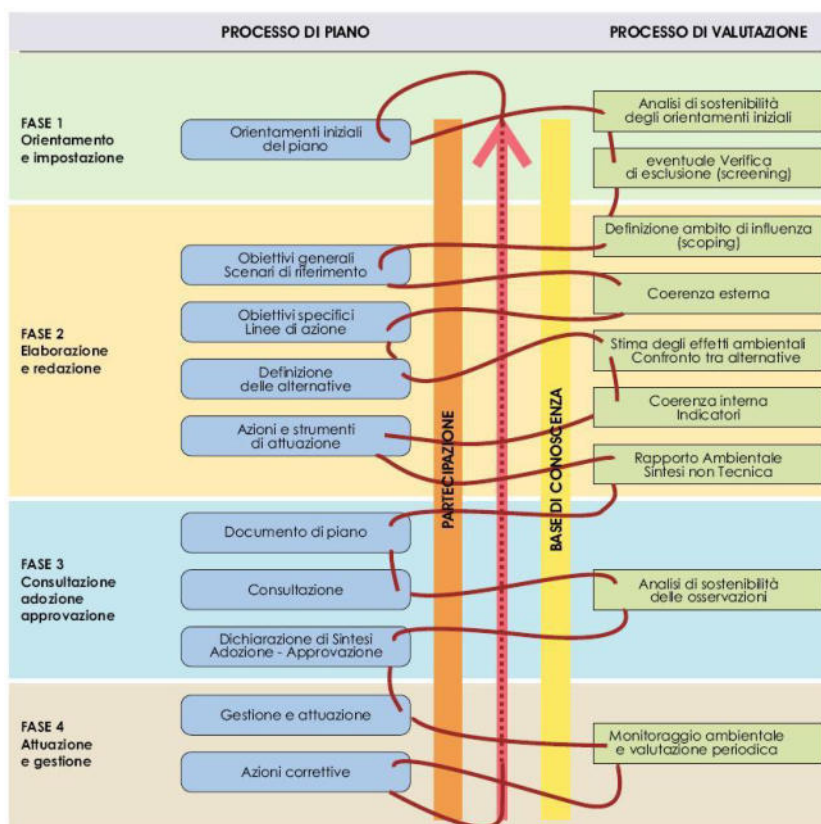 PROCESSO DI PIANO
PROCESSO DI VALUTAZIONE
FASE 1
Orientamento
e impostazione
Orientamenti iniziali
del piano
Analisi di sostenibilità
degli orientamenti iniziali
eventuale Verifica
di esclusione (screening)
FASE 2
Elaborazione
e redazione
Obiettivi generali
Scenari di riferimento
Obiettivi specifici
Linee di azione
Definizione
delle alternative
Azioni e strumenti
di attuazione
Definizione ambito di influenza
(scoping)
Coerenza esterna
Stima degli effetti ambientali
Confronto tra alternative
Coerenza interna
Indicatori
Rapporto Ambientale
Sintesi non Tecnica
PARTECIPAZIONE
BASE DI CONOSCENZA
FASE 3
Consultazione
adozione
approvazione
Documento di piano
Consultazione
Dichiarazione di Sintesi
Adozione - Approvazione
Analisi di sostenibilità
delle osservazioni
FASE 4
Attuazione
e gestione
Gestione e attuazione
Azioni correttive
Monitoraggio ambientale
e valutazione periodica